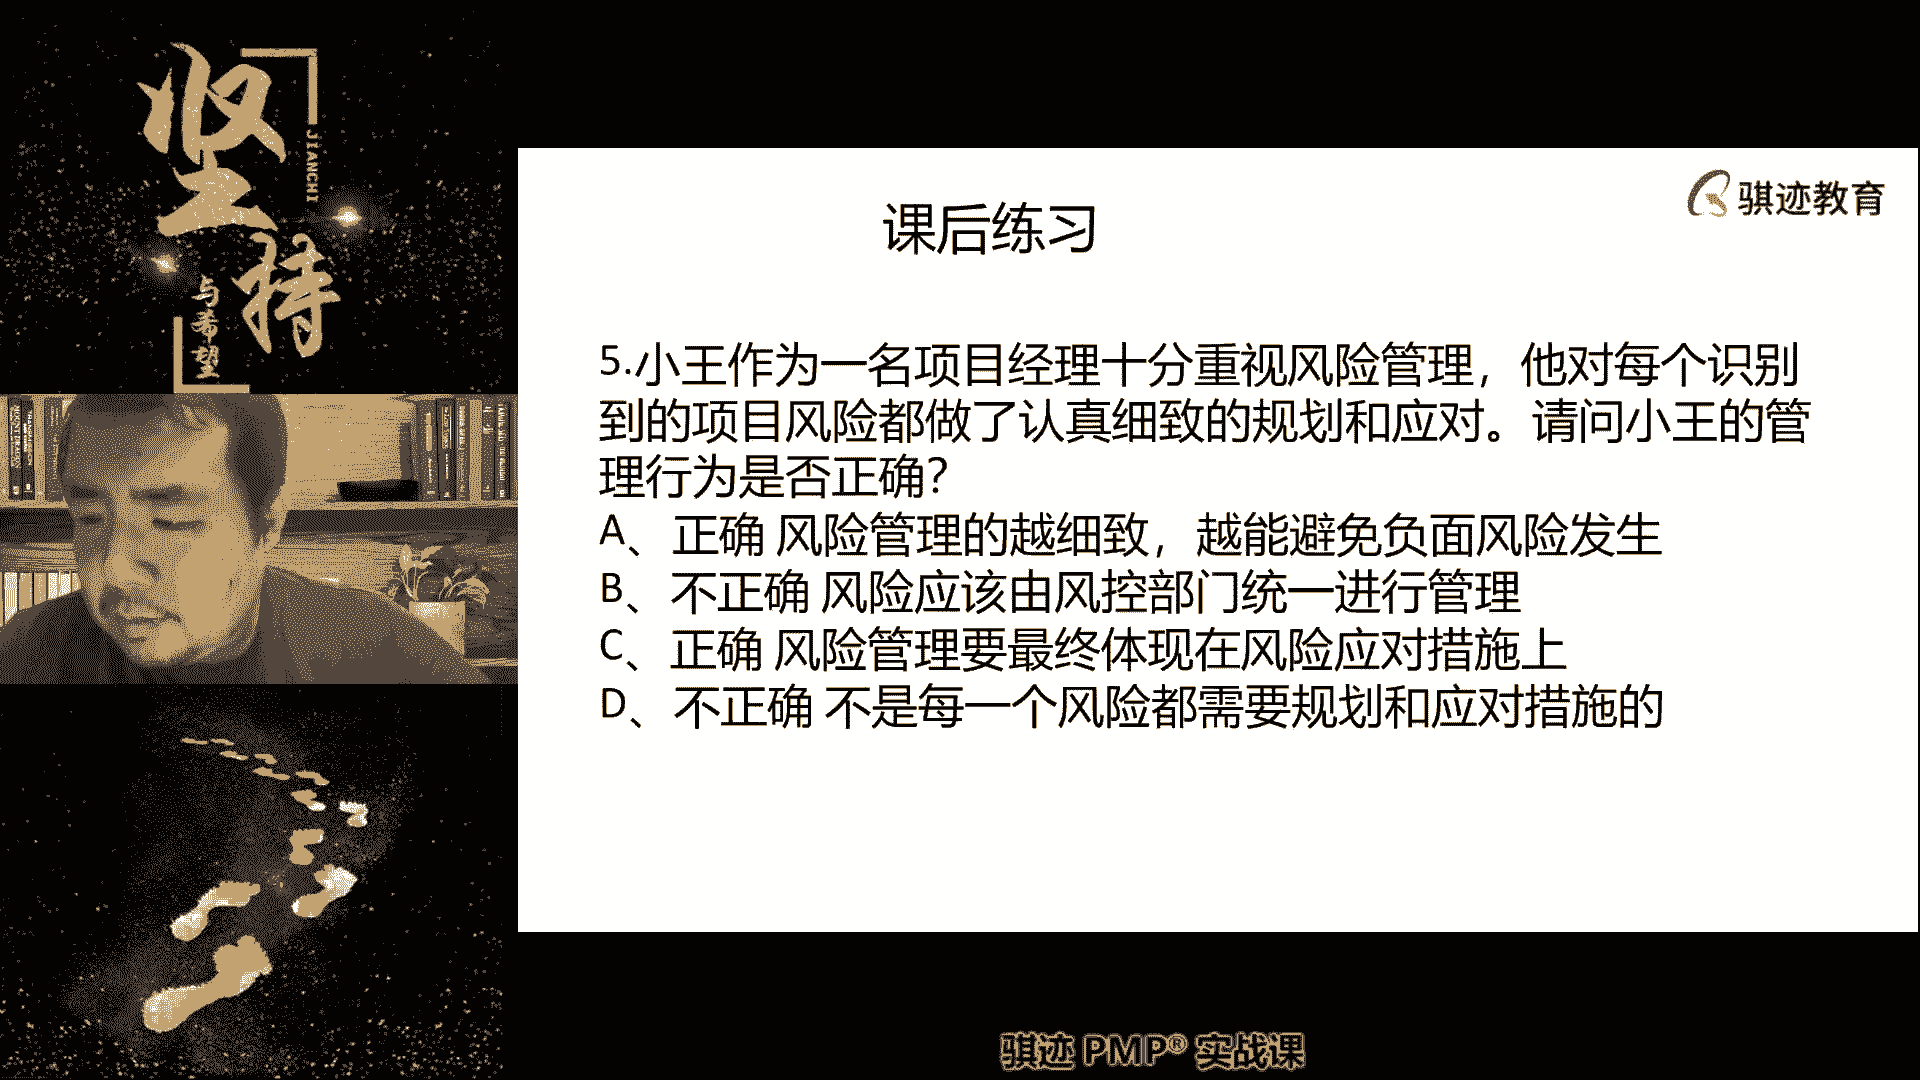 坚持
JIANCHI
与希望
骐迹教育
课后练习
5.小王作为一名项目经理十分重视风险管理，他对每个识别
到的项目风险都做了认真细致的规划和应对。请问小王的管
理行为是否正确？
A、正确 风险管理的越细致，越能避免负面风险发生
B、不正确 风险应该由风控部门统一进行管理
C、正确 风险管理要最终体现在风险应对措施上
D、不正确 不是每一个风险都需要规划和应对措施的
骐迹 PMP® 实战课